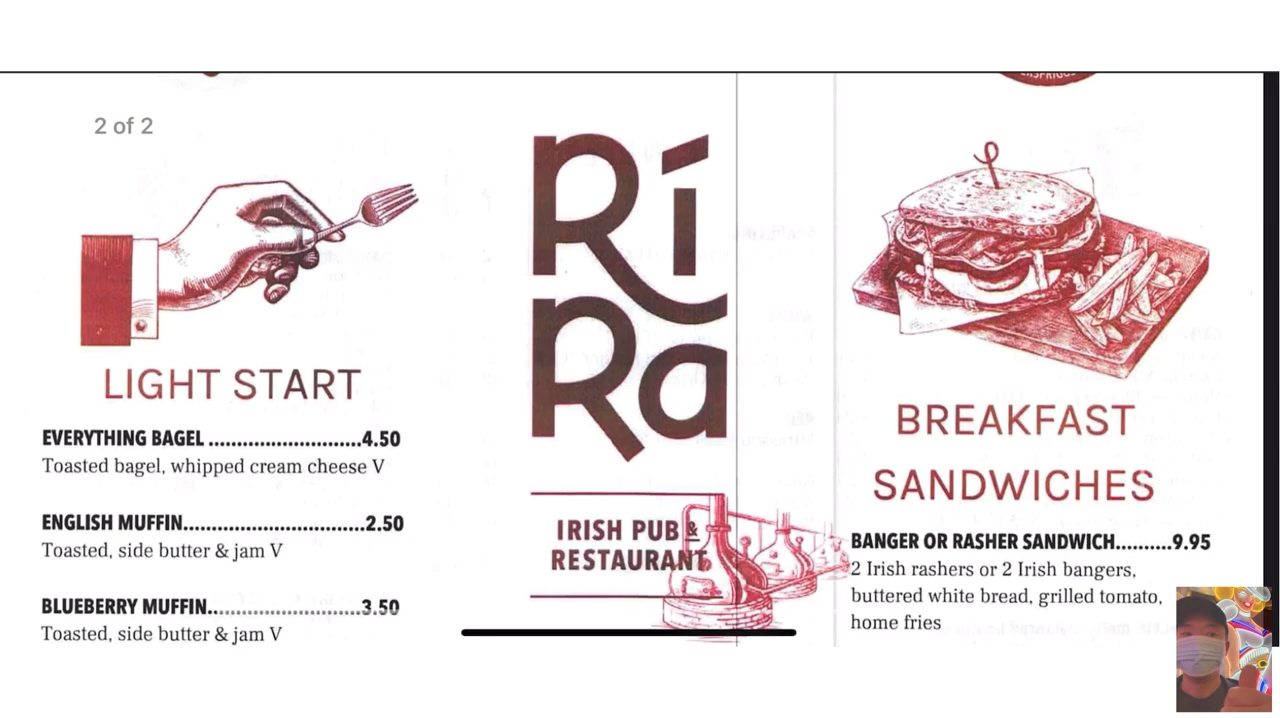 2 of 2
LIGHT START
EVERYTHING BAGEL ............................4.50
Toasted bagel, whipped cream cheese V
ENGLISH MUFFIN.................................2.50
Toasted, side butter & jam V
BLUEBERRY MUFFIN............................3.50
Toasted, side butter & jam V
Rí
Ra
IRISH PUB &
RESTAURANT
BREAKFAST
SANDWICHES
BANGER OR RASHER SANDWICH..........9.95
2 Irish rashers or 2 Irish bangers,
buttered white bread, grilled tomato,
home fries